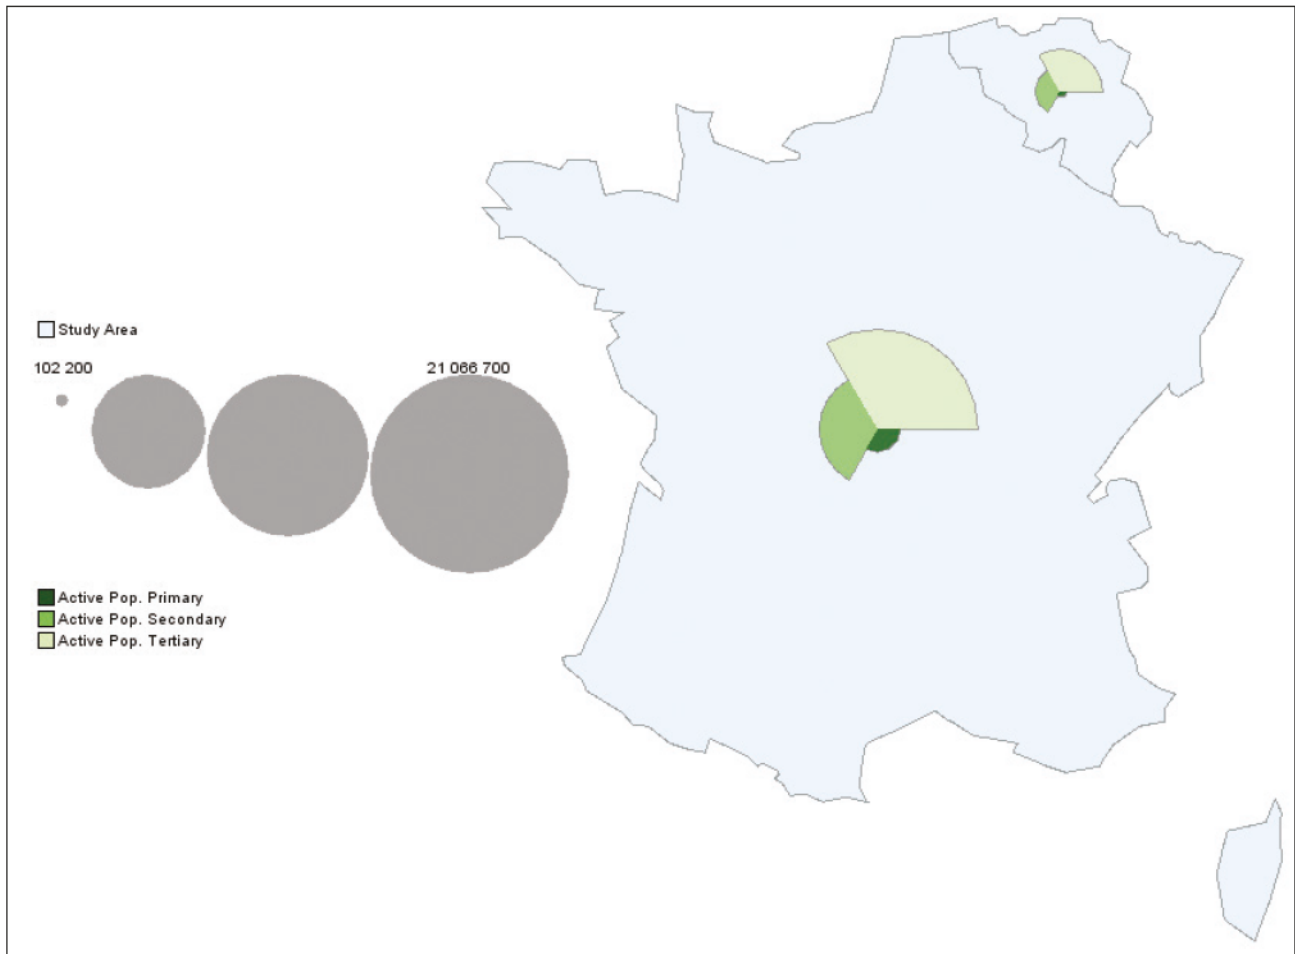 Study Area
102 200
21 066 700
Active Pop. Primary
Active Pop. Secondary
Active Pop. Tertiary